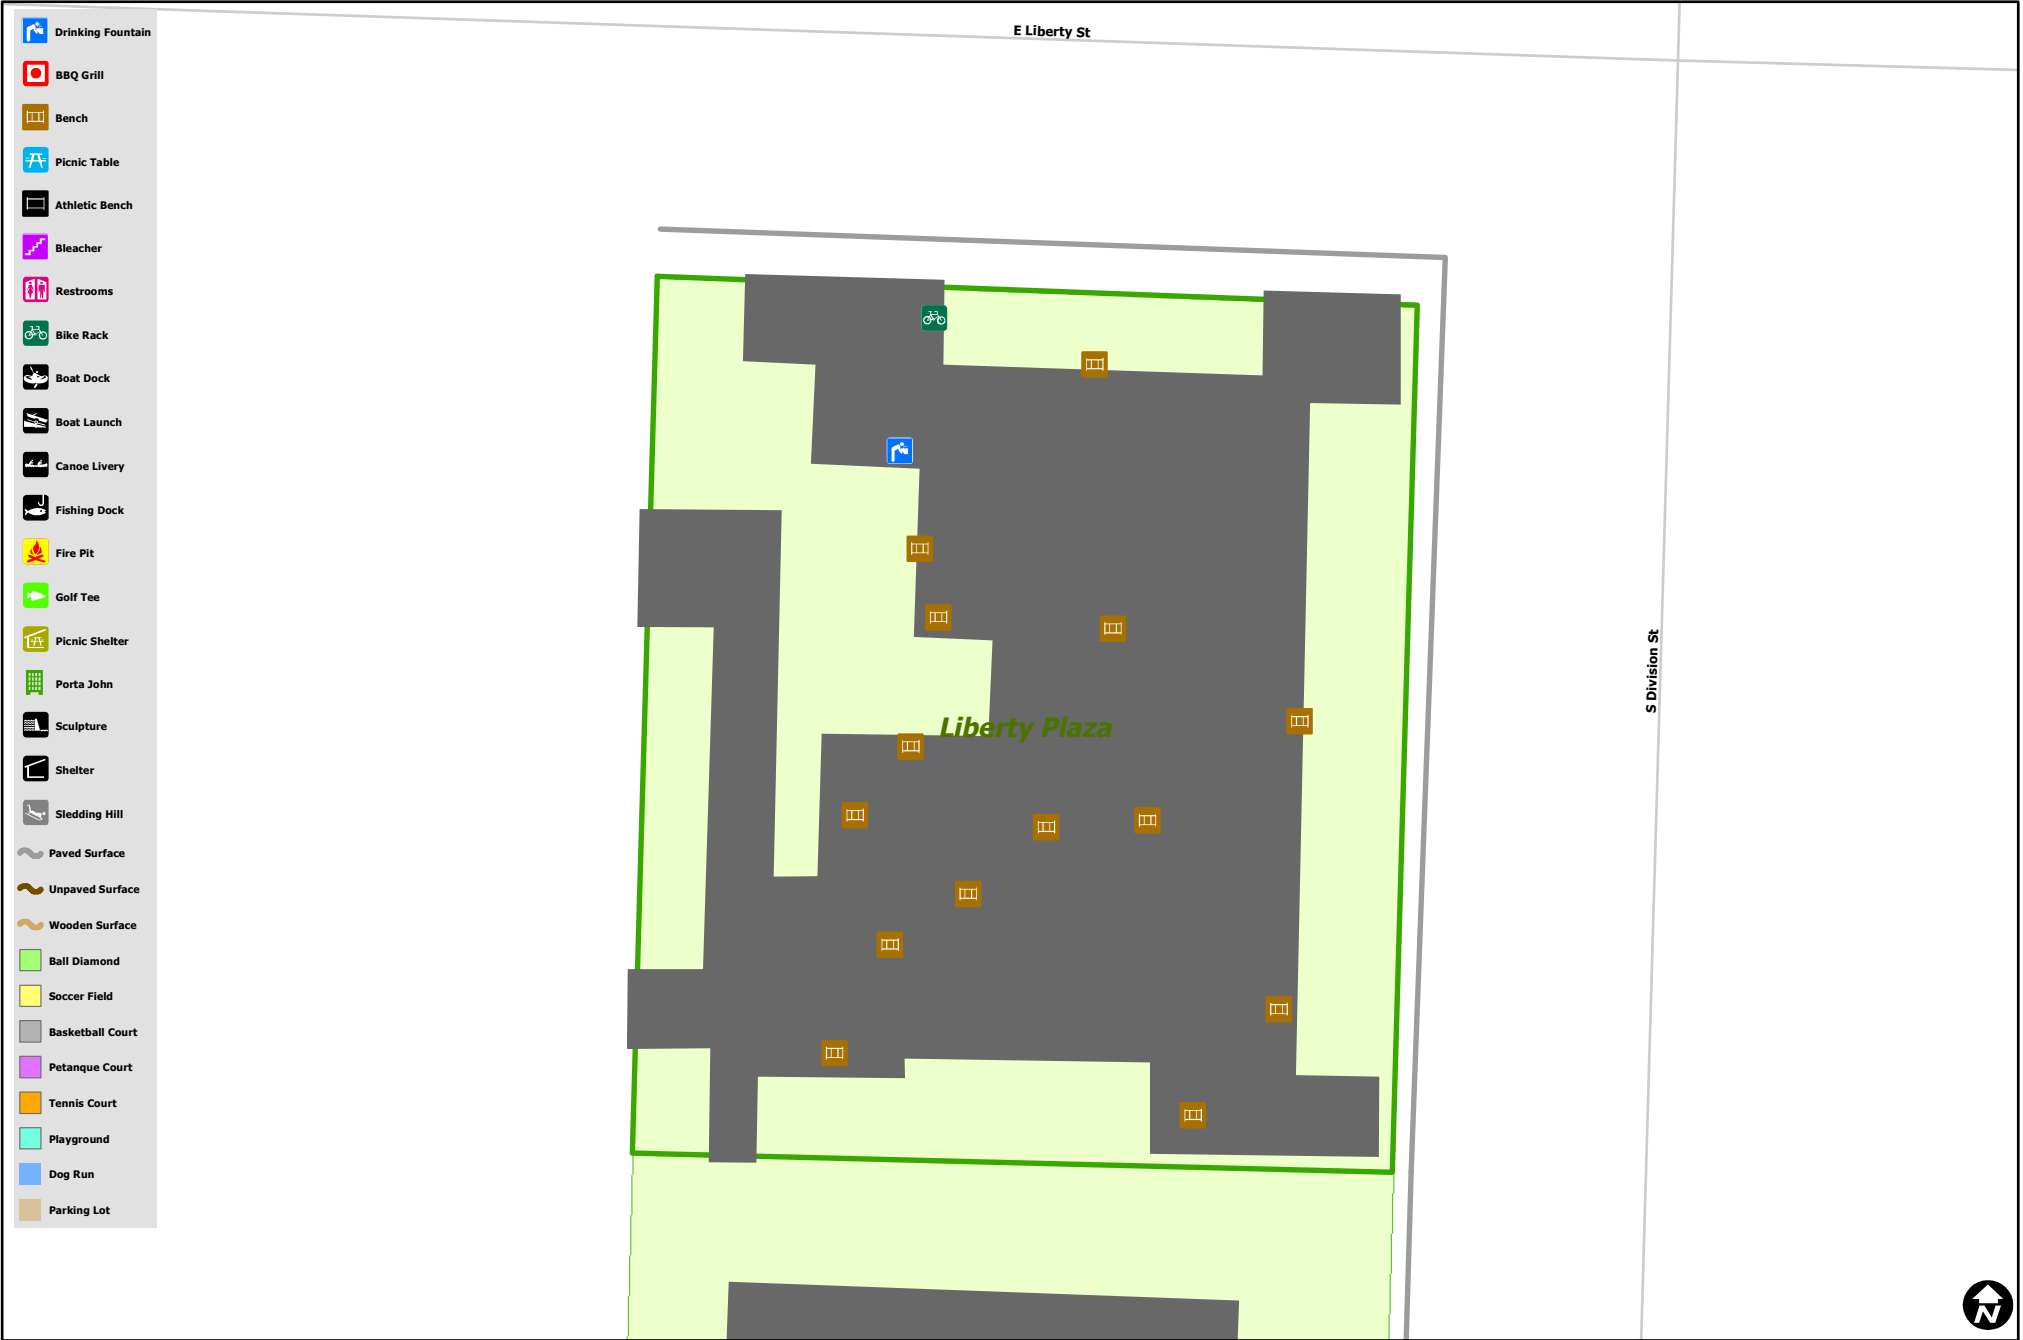 E Liberty St
Drinking Fountain
BBQ Grill
Bench
Picnic Table
Athletic Bench
Bleacher
Restrooms
Bike Rack
Boat Dock
Boat Launch
Canoe Livery
Fishing Dock
Fire Pit
Golf Tee
Picnic Shelter
Porta John
Sculpture
Shelter
Sledding Hill
Paved Surface
Unpaved Surface
Wooden Surface
Ball Diamond
Soccer Field
Basketball Court
Petanque Court
Tennis Court
Playground
Dog Run
Parking Lot
Liberty Plaza
S Division St
N